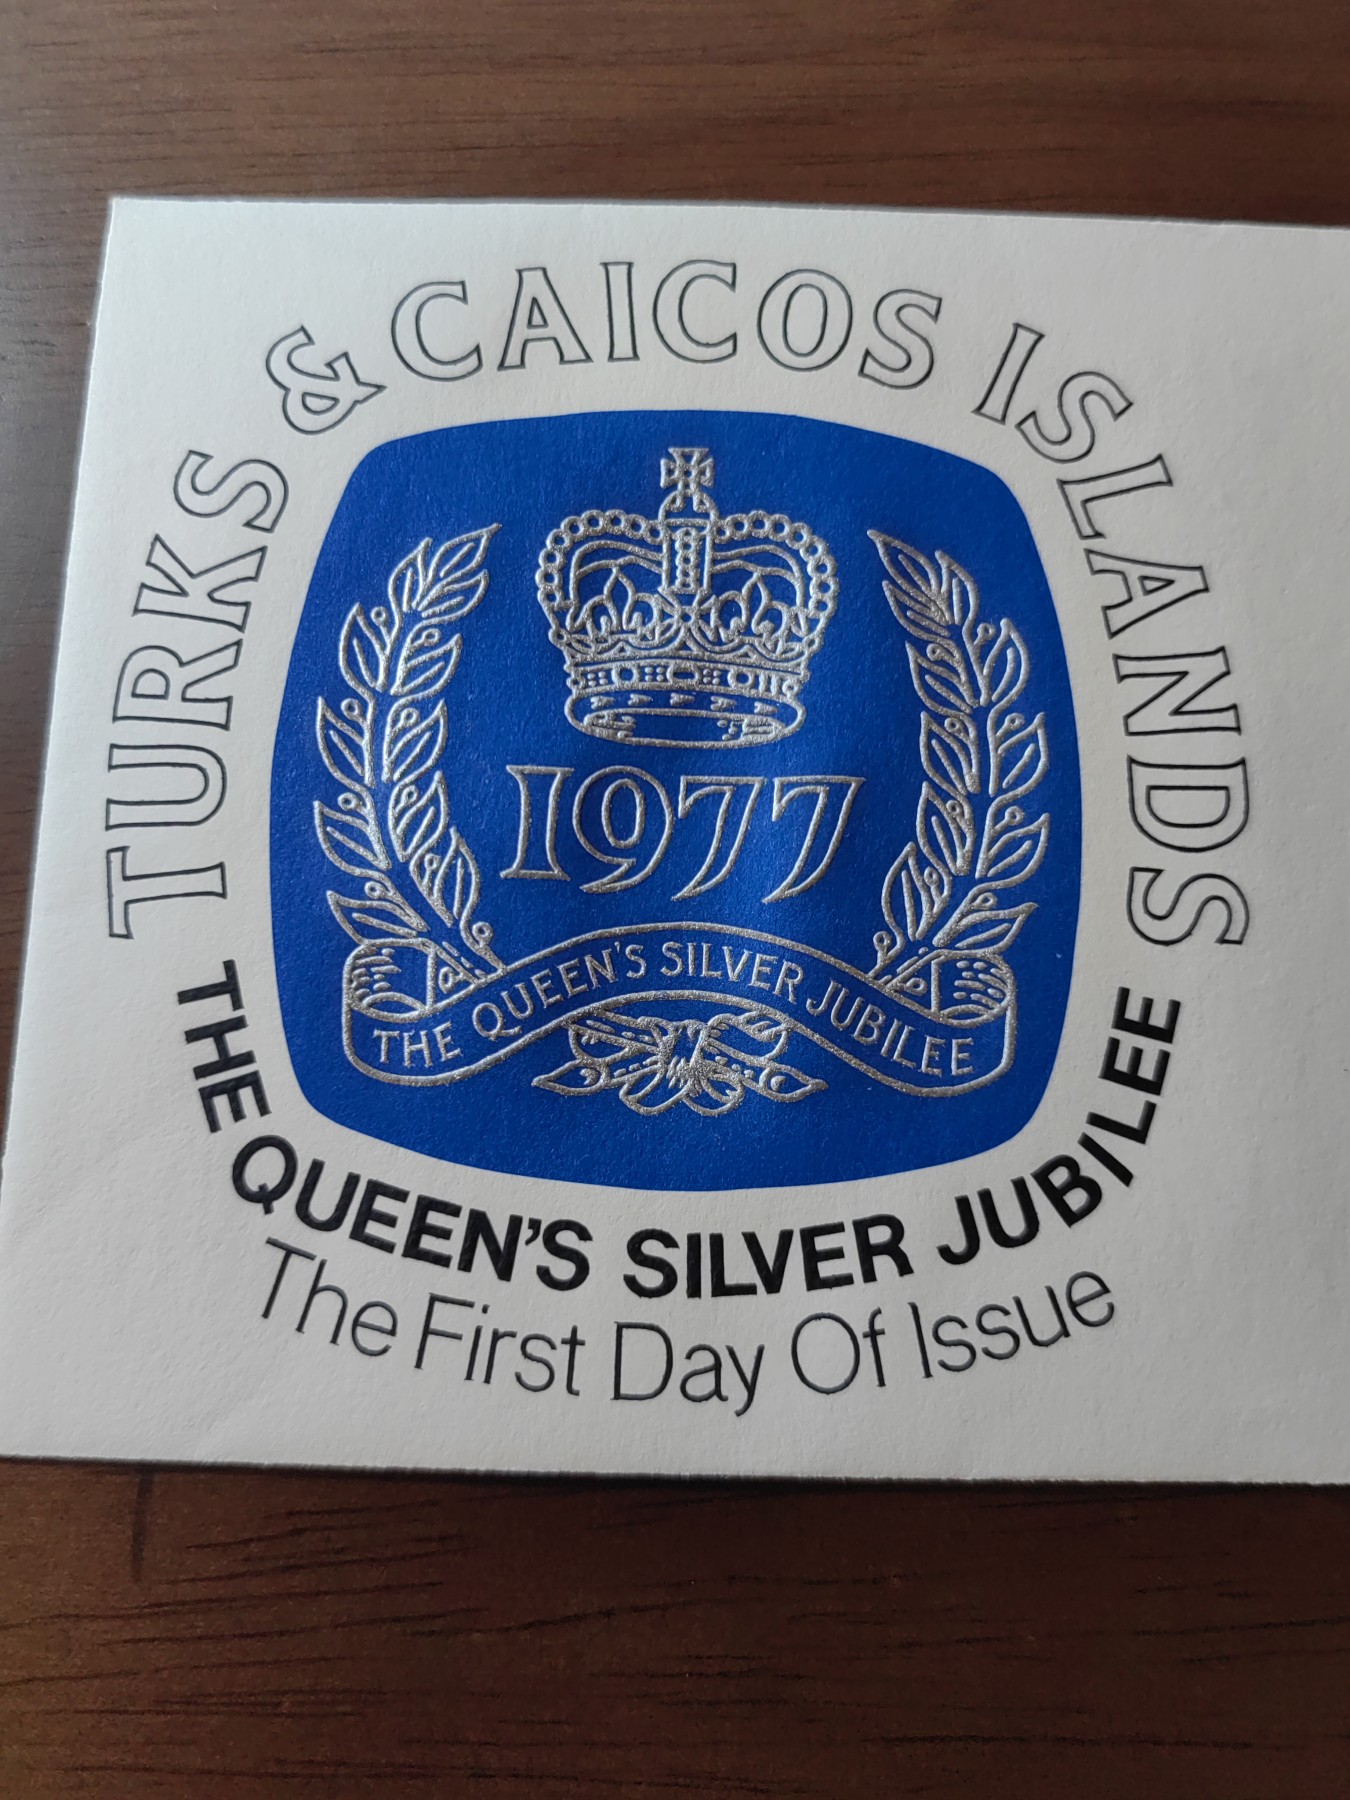 TURKS & CAICOS ISLANDS
1977
THE QUEEN'S SILVER JUBILEE
THE QUEEN'S SILVER JUBILEE
The First Day Of Issue